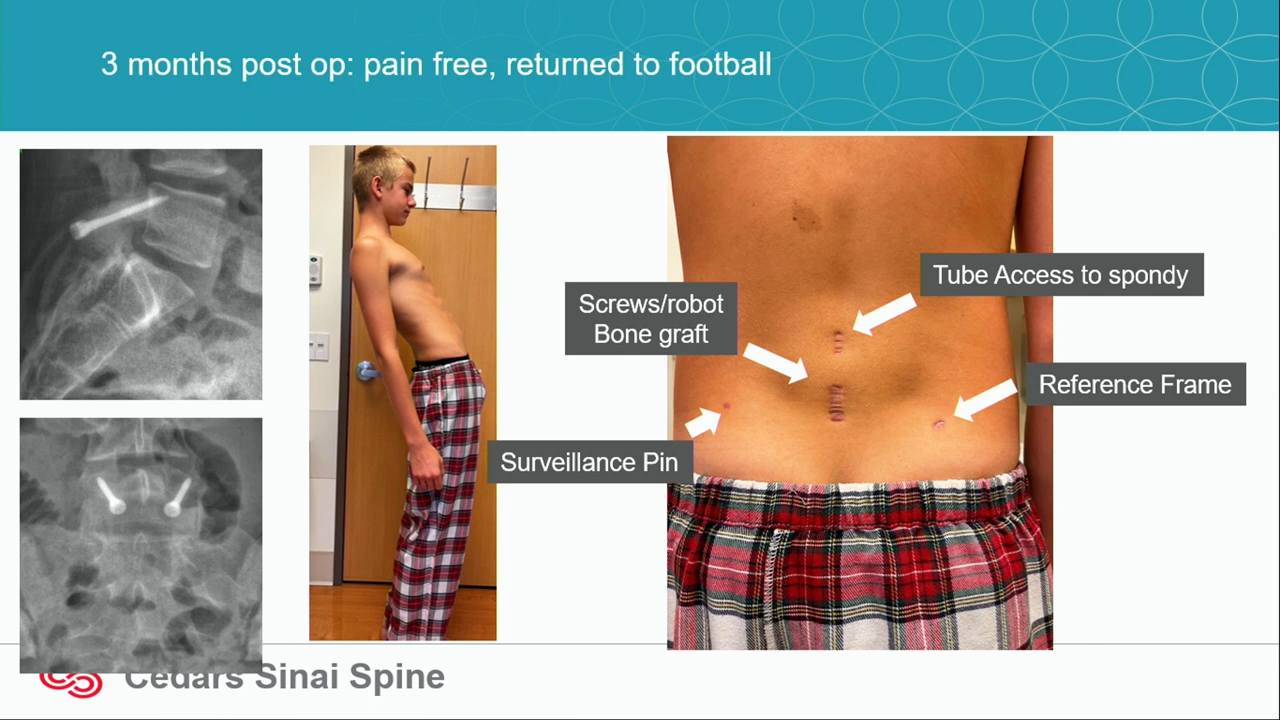 3 months post op: pain free, returned to football
Tube Access to spondy
Screws/robot
Bone graft
Reference Frame
Surveillance Pin
Cedars Sinai Spine